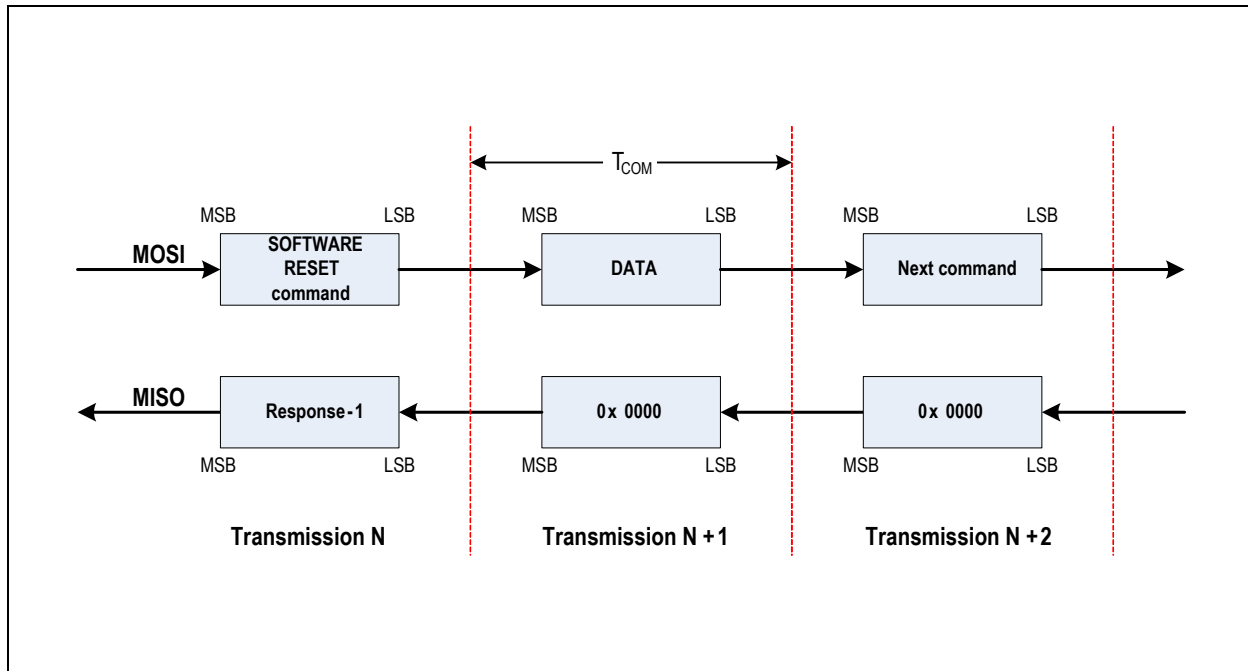 T_COM
MSB LSB MSB LSB MSB LSB
MOSI
SOFTWARE
RESET
command
DATA
Next command
MISO
Response-1
0x 0000
0x 0000
MSB LSB MSB LSB MSB LSB
Transmission N
Transmission N+1
Transmission N+2